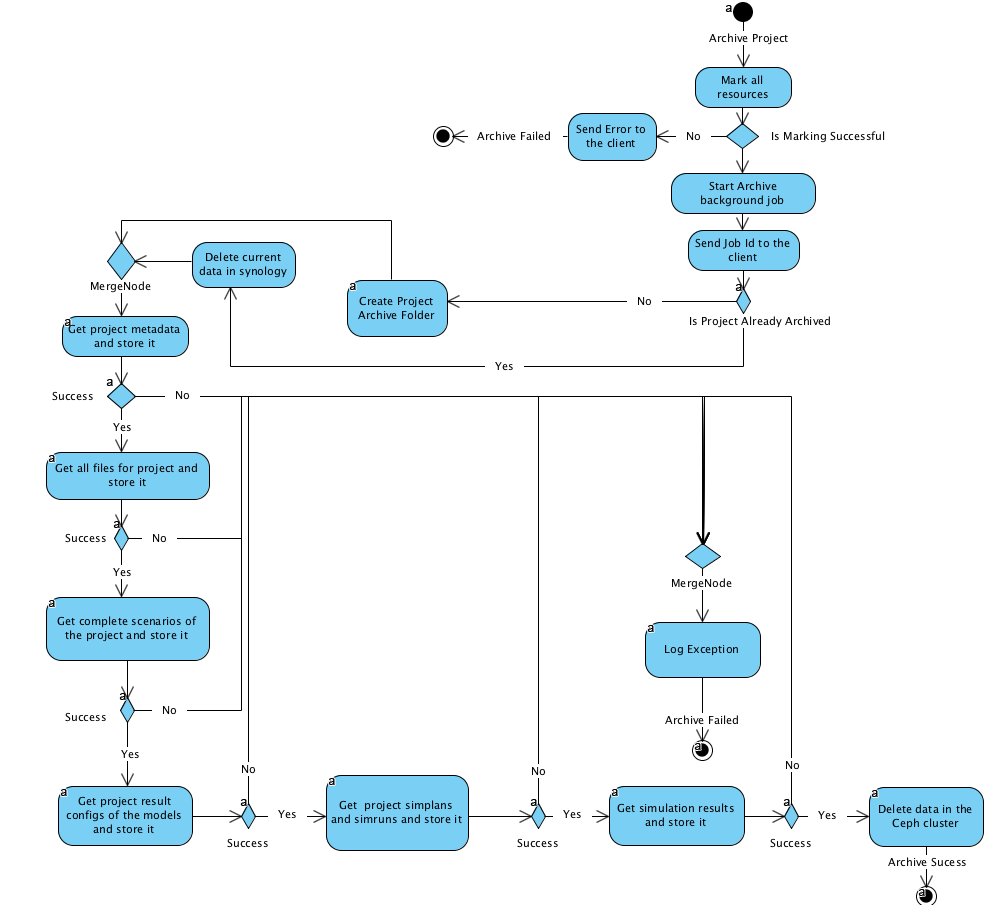 a
Archive Project
Mark all
resources
Is Marking Successful
No
Send Error to
the client
Archive Failed
Start Archive
background job
Send Job Id to the
client
a
Is Project Already Archived
No
a
Create Project
Archive Folder
Yes
Delete current
data in synology
MergeNode
a
Get project metadata
and store it
a
Success
No
Yes
a
Get all files for project and
store it
a
Success
No
Yes
a
Get complete scenarios of
the project and store it
a
Success
No
Yes
a
Get project result
configs of the models
and store it
a
No
Success
Yes
a
Get project simplans
and simruns and store it
a
No
Success
Yes
a
Get simulation results
and store it
a
No
Success
Yes
a
Delete data in the
Ceph cluster
Archive Sucess
a
MergeNode
a
Log Exception
Archive Failed
a